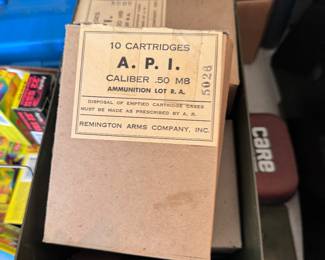 10 CARTRIDGES
A. P. I.
CALIBER .50 MB
AMMUNITION LOT R. A.
5028
DISPOSAL OF EMPTIED CARTRIDGE CASES
MUST BE MADE AS PRESCRIBED BY A. R.
REMINGTON ARMS COMPANY, INC.
care